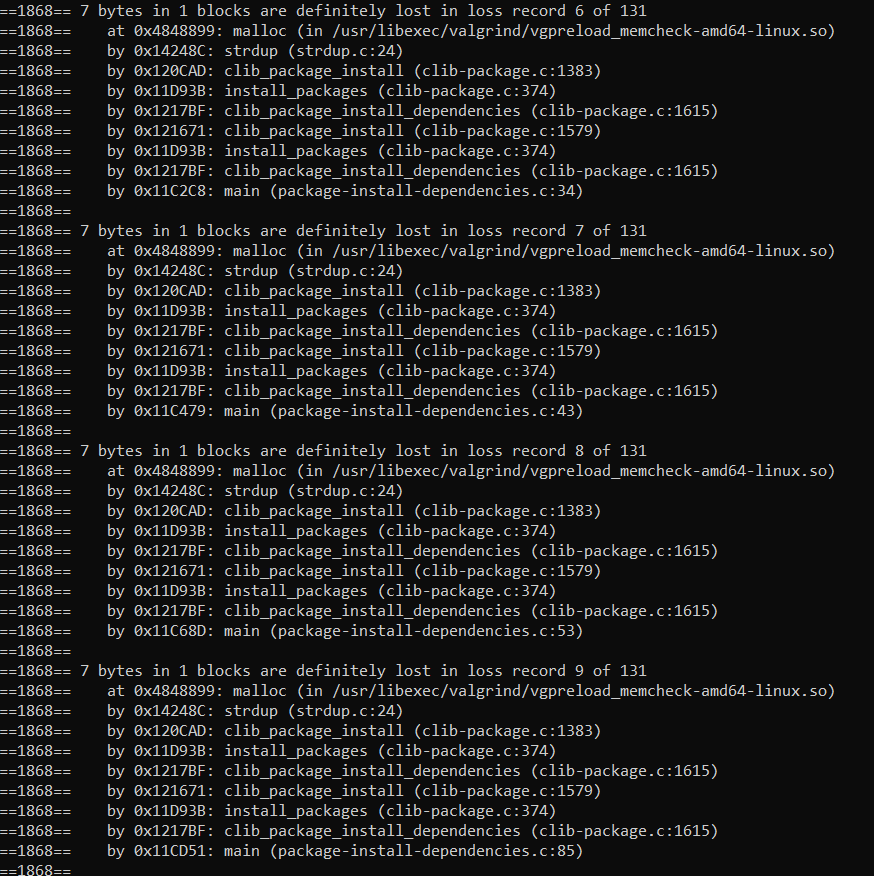 ==1868== 7 bytes in 1 blocks are definitely lost in loss record 6 of 131
==1868==    at 0x4848899: malloc (in /usr/libexec/valgrind/vgpreload_memcheck-amd64-linux.so)
==1868==    by 0x14248C: strdup (strdup.c:24)
==1868==    by 0x120CAD: clib_package_install (clib-package.c:1383)
==1868==    by 0x11D93B: install_packages (clib-package.c:374)
==1868==    by 0x1217BF: clib_package_install_dependencies (clib-package.c:1615)
==1868==    by 0x121671: clib_package_install (clib-package.c:1579)
==1868==    by 0x11D93B: install_packages (clib-package.c:374)
==1868==    by 0x1217BF: clib_package_install_dependencies (clib-package.c:1615)
==1868==    by 0x11C2C8: main (package-install-dependencies.c:34)
==1868==
==1868== 7 bytes in 1 blocks are definitely lost in loss record 7 of 131
==1868==    at 0x4848899: malloc (in /usr/libexec/valgrind/vgpreload_memcheck-amd64-linux.so)
==1868==    by 0x14248C: strdup (strdup.c:24)
==1868==    by 0x120CAD: clib_package_install (clib-package.c:1383)
==1868==    by 0x11D93B: install_packages (clib-package.c:374)
==1868==    by 0x1217BF: clib_package_install_dependencies (clib-package.c:1615)
==1868==    by 0x121671: clib_package_install (clib-package.c:1579)
==1868==    by 0x11D93B: install_packages (clib-package.c:374)
==1868==    by 0x1217BF: clib_package_install_dependencies (clib-package.c:1615)
==1868==    by 0x11C479: main (package-install-dependencies.c:43)
==1868==
==1868== 7 bytes in 1 blocks are definitely lost in loss record 8 of 131
==1868==    at 0x4848899: malloc (in /usr/libexec/valgrind/vgpreload_memcheck-amd64-linux.so)
==1868==    by 0x14248C: strdup (strdup.c:24)
==1868==    by 0x120CAD: clib_package_install (clib-package.c:1383)
==1868==    by 0x11D93B: install_packages (clib-package.c:374)
==1868==    by 0x1217BF: clib_package_install_dependencies (clib-package.c:1615)
==1868==    by 0x121671: clib_package_install (clib-package.c:1579)
==1868==    by 0x11D93B: install_packages (clib-package.c:374)
==1868==    by 0x1217BF: clib_package_install_dependencies (clib-package.c:1615)
==1868==    by 0x11C68D: main (package-install-dependencies.c:53)
==1868==
==1868== 7 bytes in 1 blocks are definitely lost in loss record 9 of 131
==1868==    at 0x4848899: malloc (in /usr/libexec/valgrind/vgpreload_memcheck-amd64-linux.so)
==1868==    by 0x14248C: strdup (strdup.c:24)
==1868==    by 0x120CAD: clib_package_install (clib-package.c:1383)
==1868==    by 0x11D93B: install_packages (clib-package.c:374)
==1868==    by 0x1217BF: clib_package_install_dependencies (clib-package.c:1615)
==1868==    by 0x121671: clib_package_install (clib-package.c:1579)
==1868==    by 0x11D93B: install_packages (clib-package.c:374)
==1868==    by 0x1217BF: clib_package_install_dependencies (clib-package.c:1615)
==1868==    by 0x11CD51: main (package-install-dependencies.c:85)
==1868==